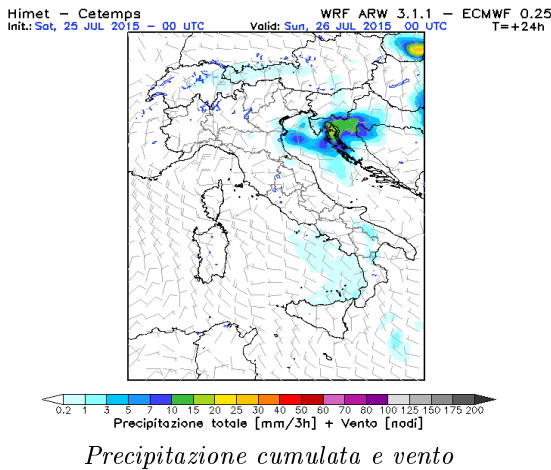 Himet – Cetemps WRF ARW 3.1.1 – ECMWF 0.25
Init.: Sat, 25 JUL 2015 – 00 UTC Valid: Sun, 26 JUL 2015 00 UTC T=+24h
0.2 1 3 5 7 10 15 20 25 30 40 50 60 70 80 100 125 150 175 200
Precipitazione totale [mm/3h] + Vento [nodi]
Precipitazione cumulata e vento